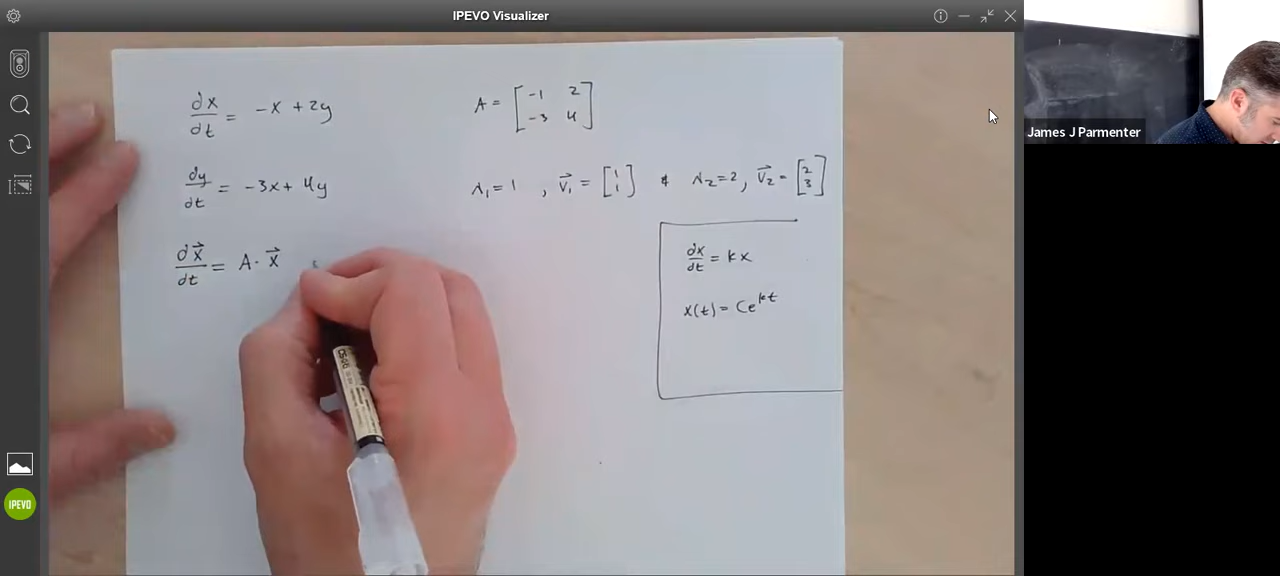 IPEVO Visualizer
James J Parmenter
dx/dt = -x + 2y
A = [-1 2; -3 4]
dy/dt = -3x + 4y
λ₁ = 1 , v⃗₁ = [1; 1] & λ₂ = 2, v⃗₂ = [2; 3]
dx⃗/dt = A · x⃗
dx/dt = kx
x(t) = Ce^kt
IPEVO